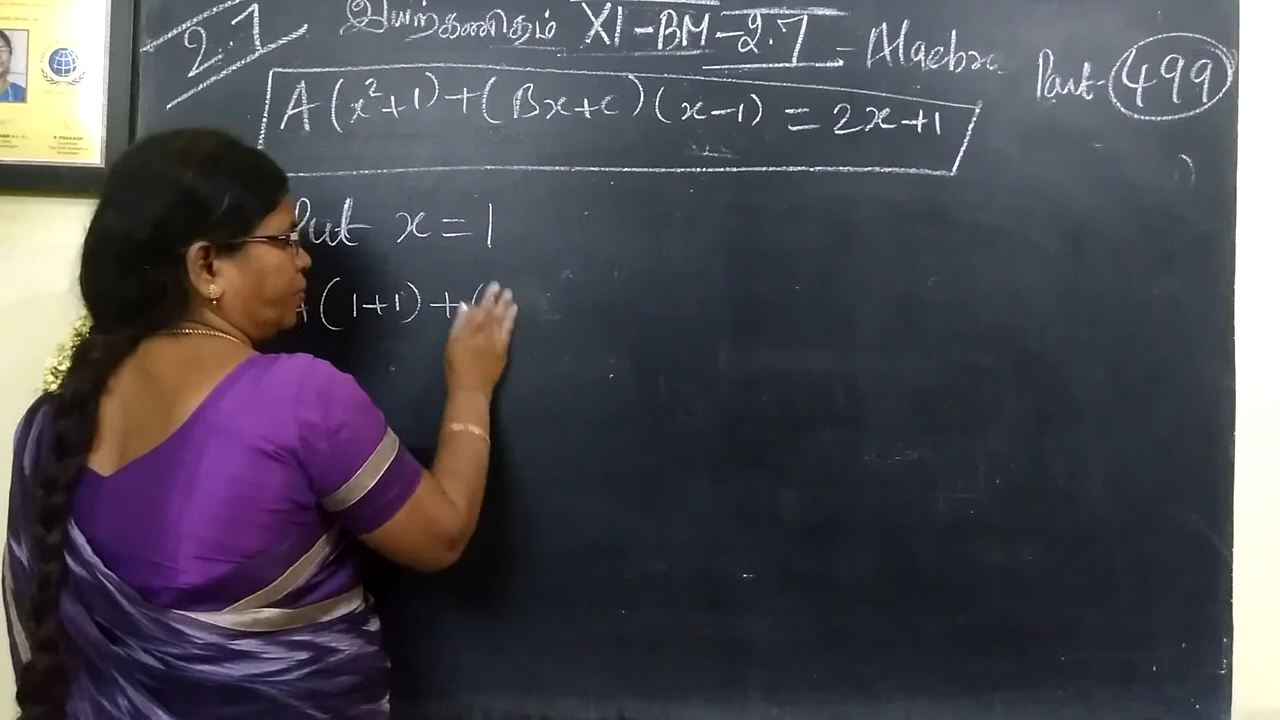 2.7 இயற்கணிதம் XI-BM-2.7 - Algebra Part-499
A(x²+1)+(Bx+C)(x-1) = 2x+1
Put x=1
(1+1)+(